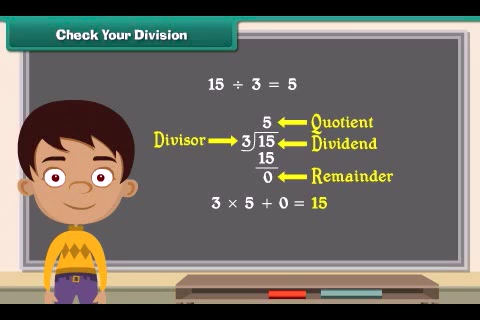 Check Your Division
15 ÷ 3 = 5
5 Quotient
Divisor 3 15 Dividend
15
0 Remainder
3 × 5 + 0 = 15